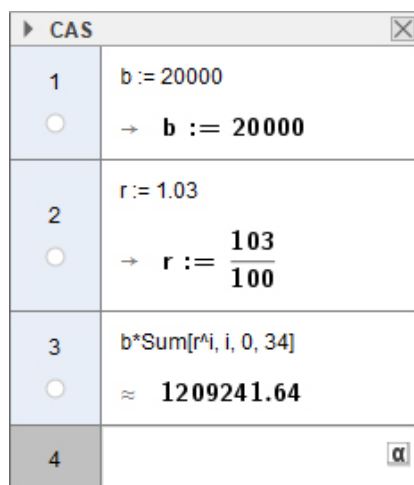 CAS
1
b := 20000
→ b := 20000
2
r := 1.03
→ r := 103/100
3
b*Sum[r^i, i, 0, 34]
≈ 1209241.64
4
α